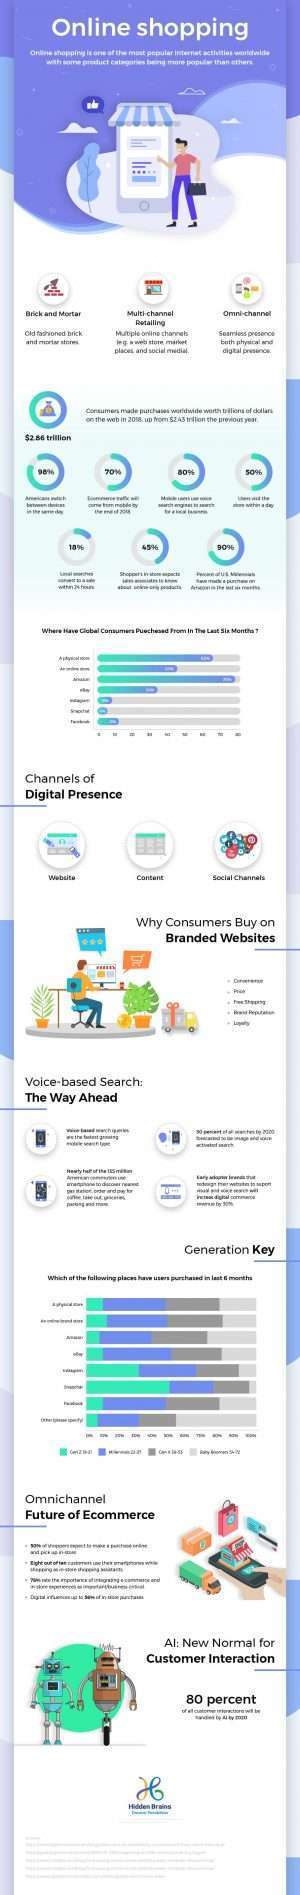 Online shopping
Online shopping is one of the most popular internet activities worldwide
with some product categories being more popular than others.
Brick and Mortar
Old fashioned brick
and mortar stores.
Multi-channel
Retailing
Multiple online channels
(e.g. a web store, market
places, and social media).
Omni-channel
Seamless presence
both physical and
digital presence.
$2.86 trillion
Consumers made purchases worldwide worth trillions of dollars
on the web in 2018, up from $2.43 trillion the previous year.
98%
Americans switch
between devices
in the same day.
70%
Ecommerce traffic will
come from mobile by
the end of 2018
80%
Mobile users use voice
search engines to search
for a local business.
50%
Users visit the
store within a day
18%
Local searches
convert to a sale
within 24 hours
45%
Shopper's in-store expects
sales associates to know
about online-only products
90%
Percent of U.S. Millennials
have made a purchase on
Amazon in the last six months.
Where Have Global Consumers Puechesed From In The Last Six Months ?
A physical store
An online store
Amazon
eBay
Instagram
Snapchat
Facebook
0 10 20 30 40 50 60 70 80
Channels of
Digital Presence
Website
Content
Social Channels
Why Consumers Buy on
Branded Websites
Convenience
Price
Free Shipping
Brand Reputation
Loyalty
Voice-based Search:
The Way Ahead
Voice-based search queries
are the fastest growing
mobile search type.
50 percent of all searches by 2020
forecasted to be image and voice
activated search
Nearly half of the 135 million
American commuters use
smartphone to discover nearest
gas station, order and pay for
coffee, take out, groceries,
parking and more.
Early adopter brands that
redesign their websites to suport
visual and voice search will
increas digital commerce
revenue by 30%.
Generation Key
Which of the following places have users purchased in last 6 months
A physical store
An online brand store
Amazon
eBay
Instagram
Snapchat
Facebook
Other (please specify)
0% 10% 20% 30% 40% 50% 60% 70% 80% 90% 100%
Gen Z 18-21
Millennials 22-37
Gen X 38-53
Baby Boomers 54-72
Omnichannel
Future of Ecommerce
50% of shoppers expect to make a purchase online
and pick up in-store.
Eight out of ten customers use their smartphones while
shopping as in-store shopping assistants.
76% rate the importance of integrating e-commerce and
in-store experiences as important/business critical.
Digital influences up to 56% of in-store purchases
AI: New Normal for
Customer Interaction
80 percent
of all customer interactions will be
handled by AI by 2020
Hidden Brains